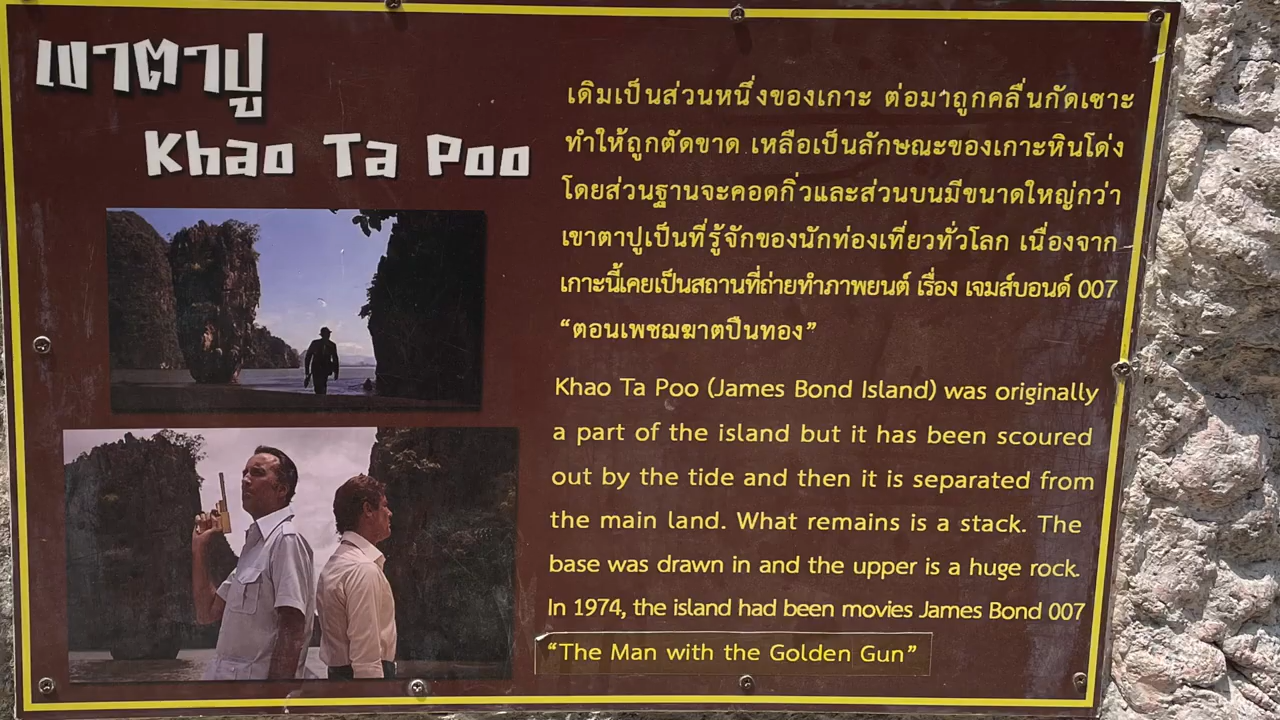 เขาตาปู
Khao Ta Poo
เดิมเป็นส่วนหนึ่งของเกาะ ต่อมาถูกคลื่นกัดเซาะ
ทำให้ถูกตัดขาด เหลือเป็นลักษณะของเกาะหินโด่ง
โดยส่วนฐานจะคอดกิ่วและส่วนบนมีขนาดใหญ่กว่า
เขาตาปูเป็นที่รู้จักของนักท่องเที่ยวทั่วโลก เนื่องจาก
เกาะนี้เคยเป็นสถานที่ถ่ายทำภาพยนต์ เรื่อง เจมส์บอนด์ 007
“ตอนเพชฌฆาตปืนทอง”
Khao Ta Poo (James Bond Island) was originally
a part of the island but it has been scoured
out by the tide and then it is separated from
the main land. What remains is a stack. The
base was drawn in and the upper is a huge rock.
In 1974, the island had been movies James Bond 007
“The Man with the Golden Gun”